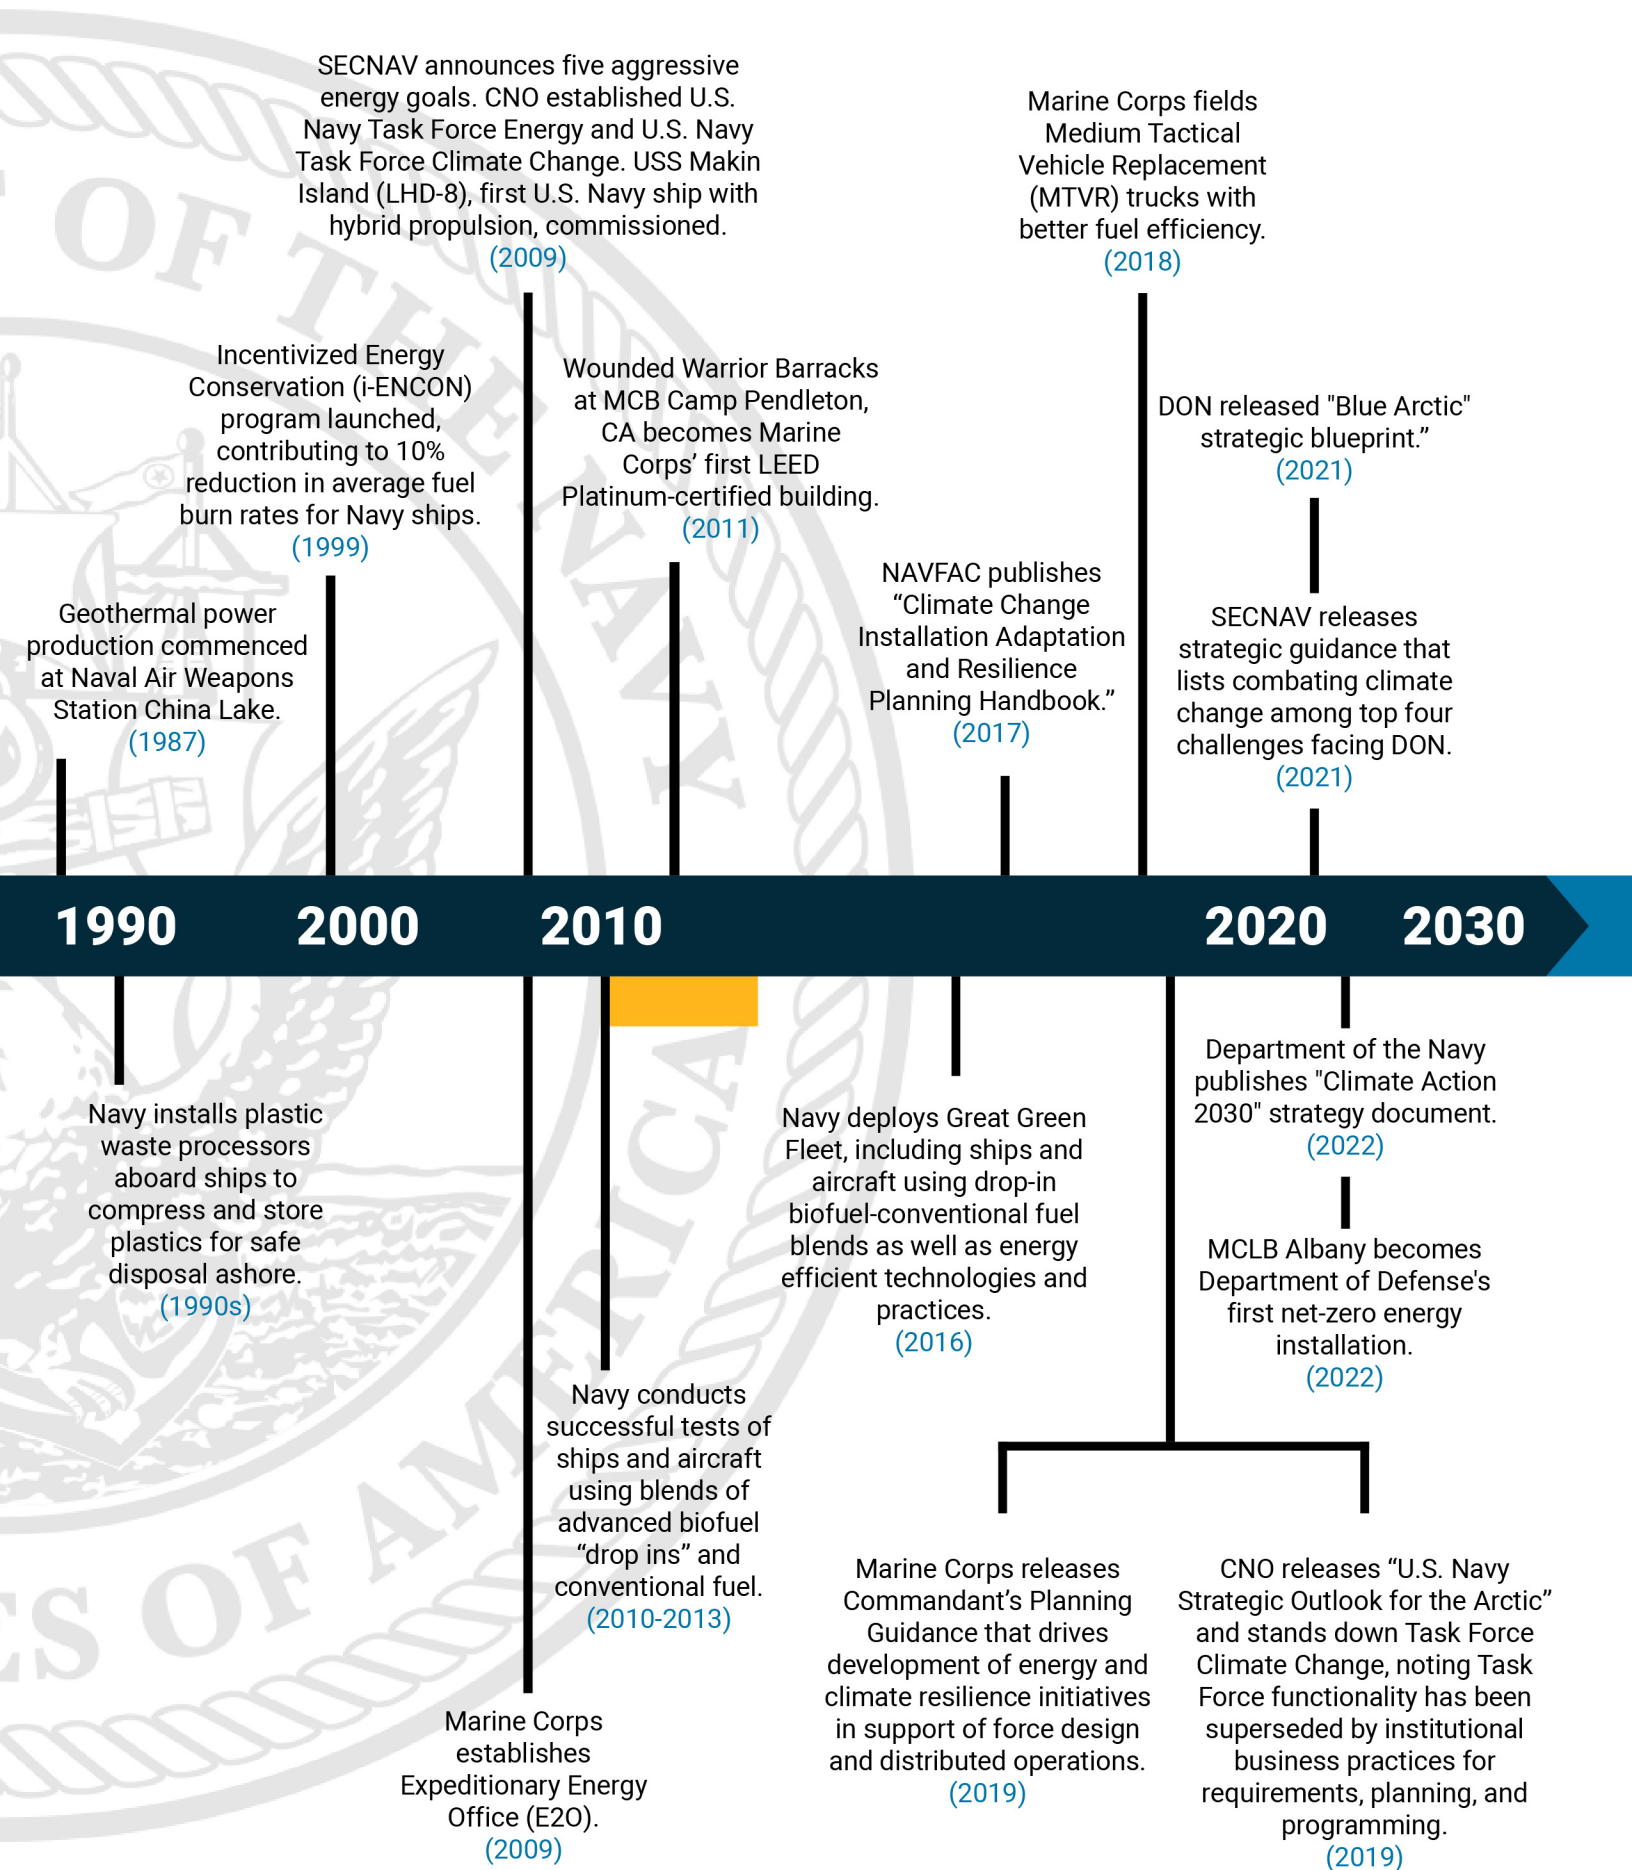 SECNAV announces five aggressive
energy goals. CNO established U.S.
Navy Task Force Energy and U.S. Navy
Task Force Climate Change. USS Makin
Island (LHD-8), first U.S. Navy ship with
hybrid propulsion, commissioned.
(2009)
Marine Corps fields
Medium Tactical
Vehicle Replacement
(MTVR) trucks with
better fuel efficiency.
(2018)
Incentivized Energy
Conservation (i-ENCON)
program launched,
contributing to 10%
reduction in average fuel
burn rates for Navy ships.
(1999)
Wounded Warrior Barracks
at MCB Camp Pendleton,
CA becomes Marine
Corps’ first LEED
Platinum-certified building.
(2011)
DON released "Blue Arctic"
strategic blueprint.”
(2021)
Geothermal power
production commenced
at Naval Air Weapons
Station China Lake.
(1987)
NAVFAC publishes
“Climate Change
Installation Adaptation
and Resilience
Planning Handbook.”
(2017)
SECNAV releases
strategic guidance that
lists combating climate
change among top four
challenges facing DON.
(2021)
1990 2000 2010 2020 2030
Navy installs plastic
waste processors
aboard ships to
compress and store
plastics for safe
disposal ashore.
(1990s)
Navy deploys Great Green
Fleet, including ships and
aircraft using drop-in
biofuel-conventional fuel
blends as well as energy
efficient technologies and
practices.
(2016)
Department of the Navy
publishes "Climate Action
2030" strategy document.
(2022)
MCLB Albany becomes
Department of Defense's
first net-zero energy
installation.
(2022)
Navy conducts
successful tests of
ships and aircraft
using blends of
advanced biofuel
“drop ins” and
conventional fuel.
(2010-2013)
Marine Corps
establishes
Expeditionary Energy
Office (E2O).
(2009)
Marine Corps releases
Commandant’s Planning
Guidance that drives
development of energy and
climate resilience initiatives
in support of force design
and distributed operations.
(2019)
CNO releases “U.S. Navy
Strategic Outlook for the Arctic”
and stands down Task Force
Climate Change, noting Task
Force functionality has been
superseded by institutional
business practices for
requirements, planning, and
programming.
(2019)
OF THE NAVY
ES OF AMERICA